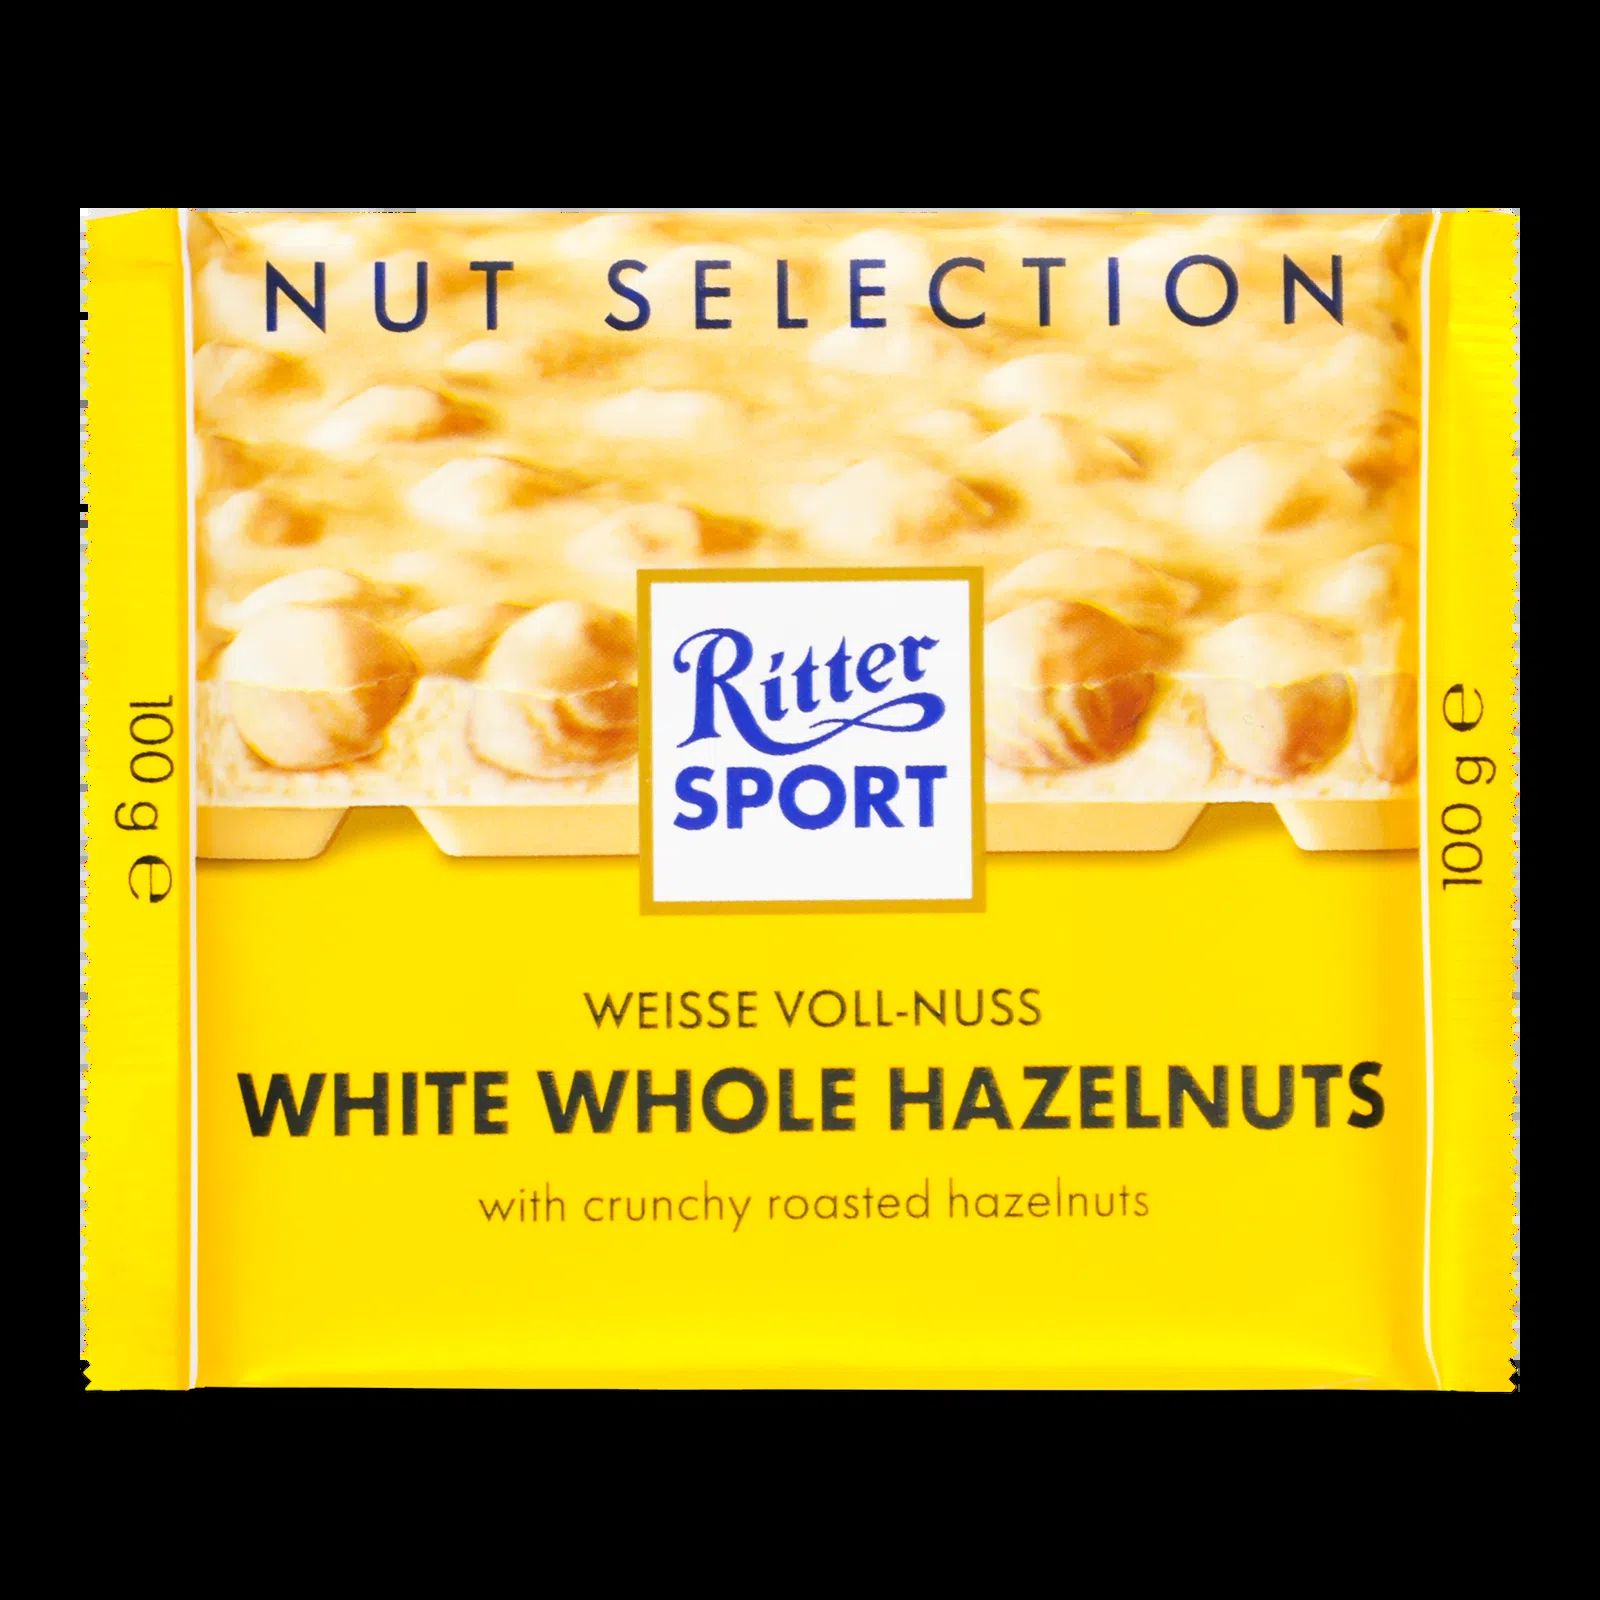 NUT SELECTION
Ritter
SPORT
100 g ℮
100 g ℮
WEISSE VOLL-NUSS
WHITE WHOLE HAZELNUTS
with crunchy roasted hazelnuts